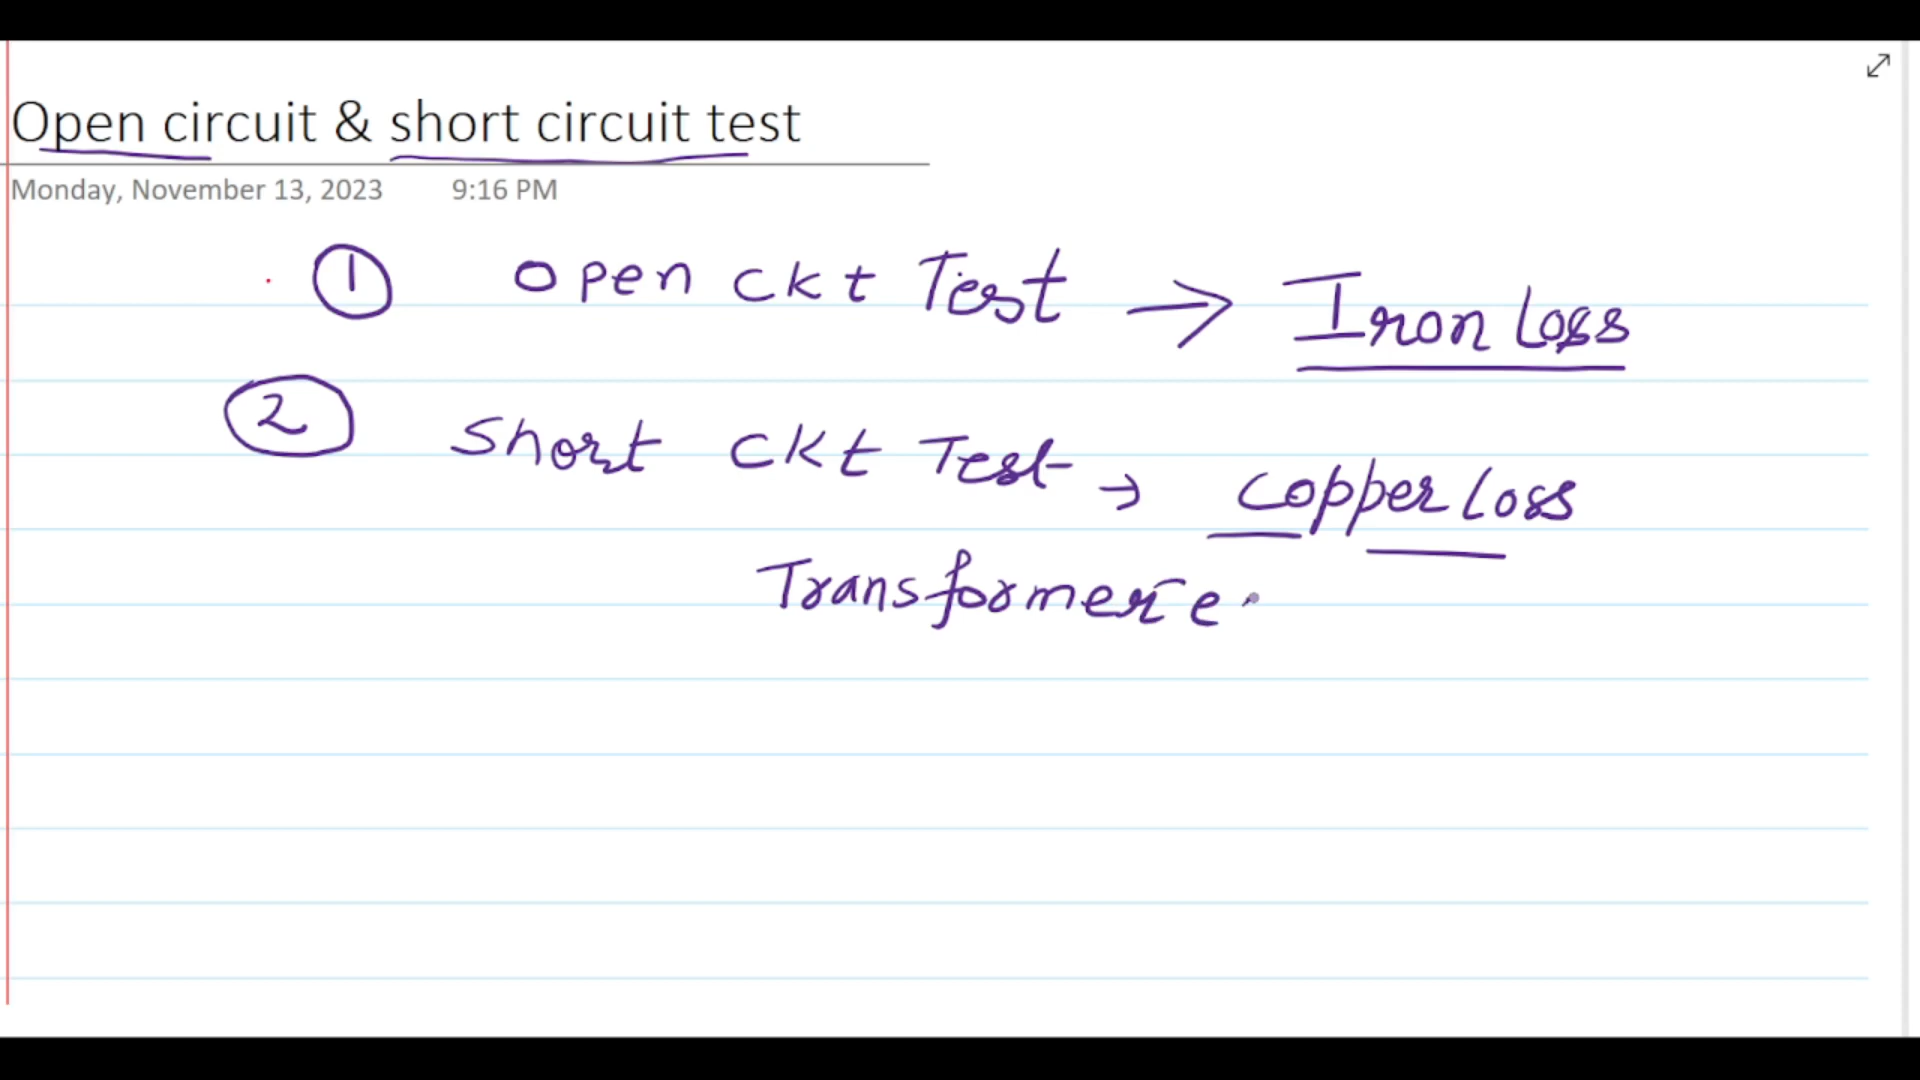 Open circuit & short circuit test
Monday, November 13, 2023 9:16 PM
1 Open ckt Test → Iron Loss
2 Short ckt Test → Copper Loss
Transformer e